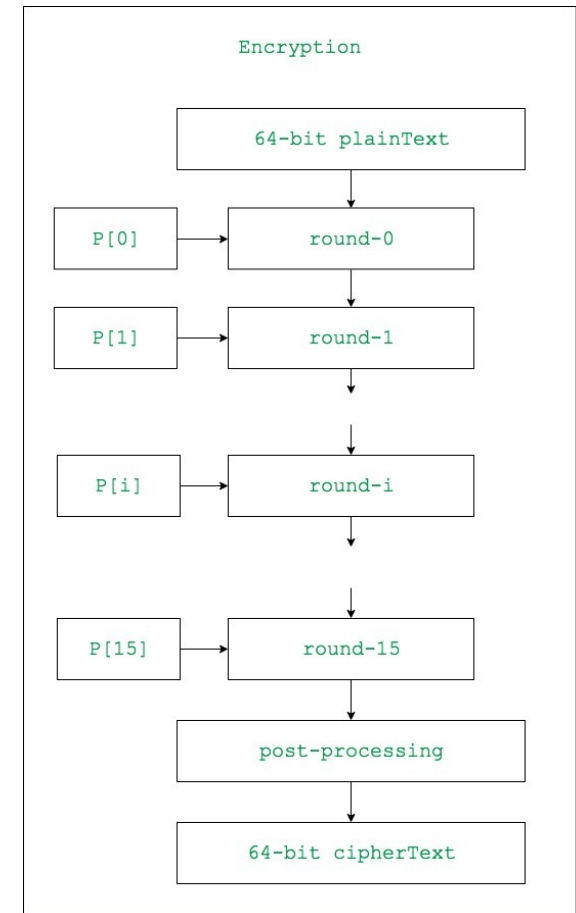 Encryption
64-bit plainText
P[0]
round-0
P[1]
round-1
P[i]
round-i
P[15]
round-15
post-processing
64-bit cipherText